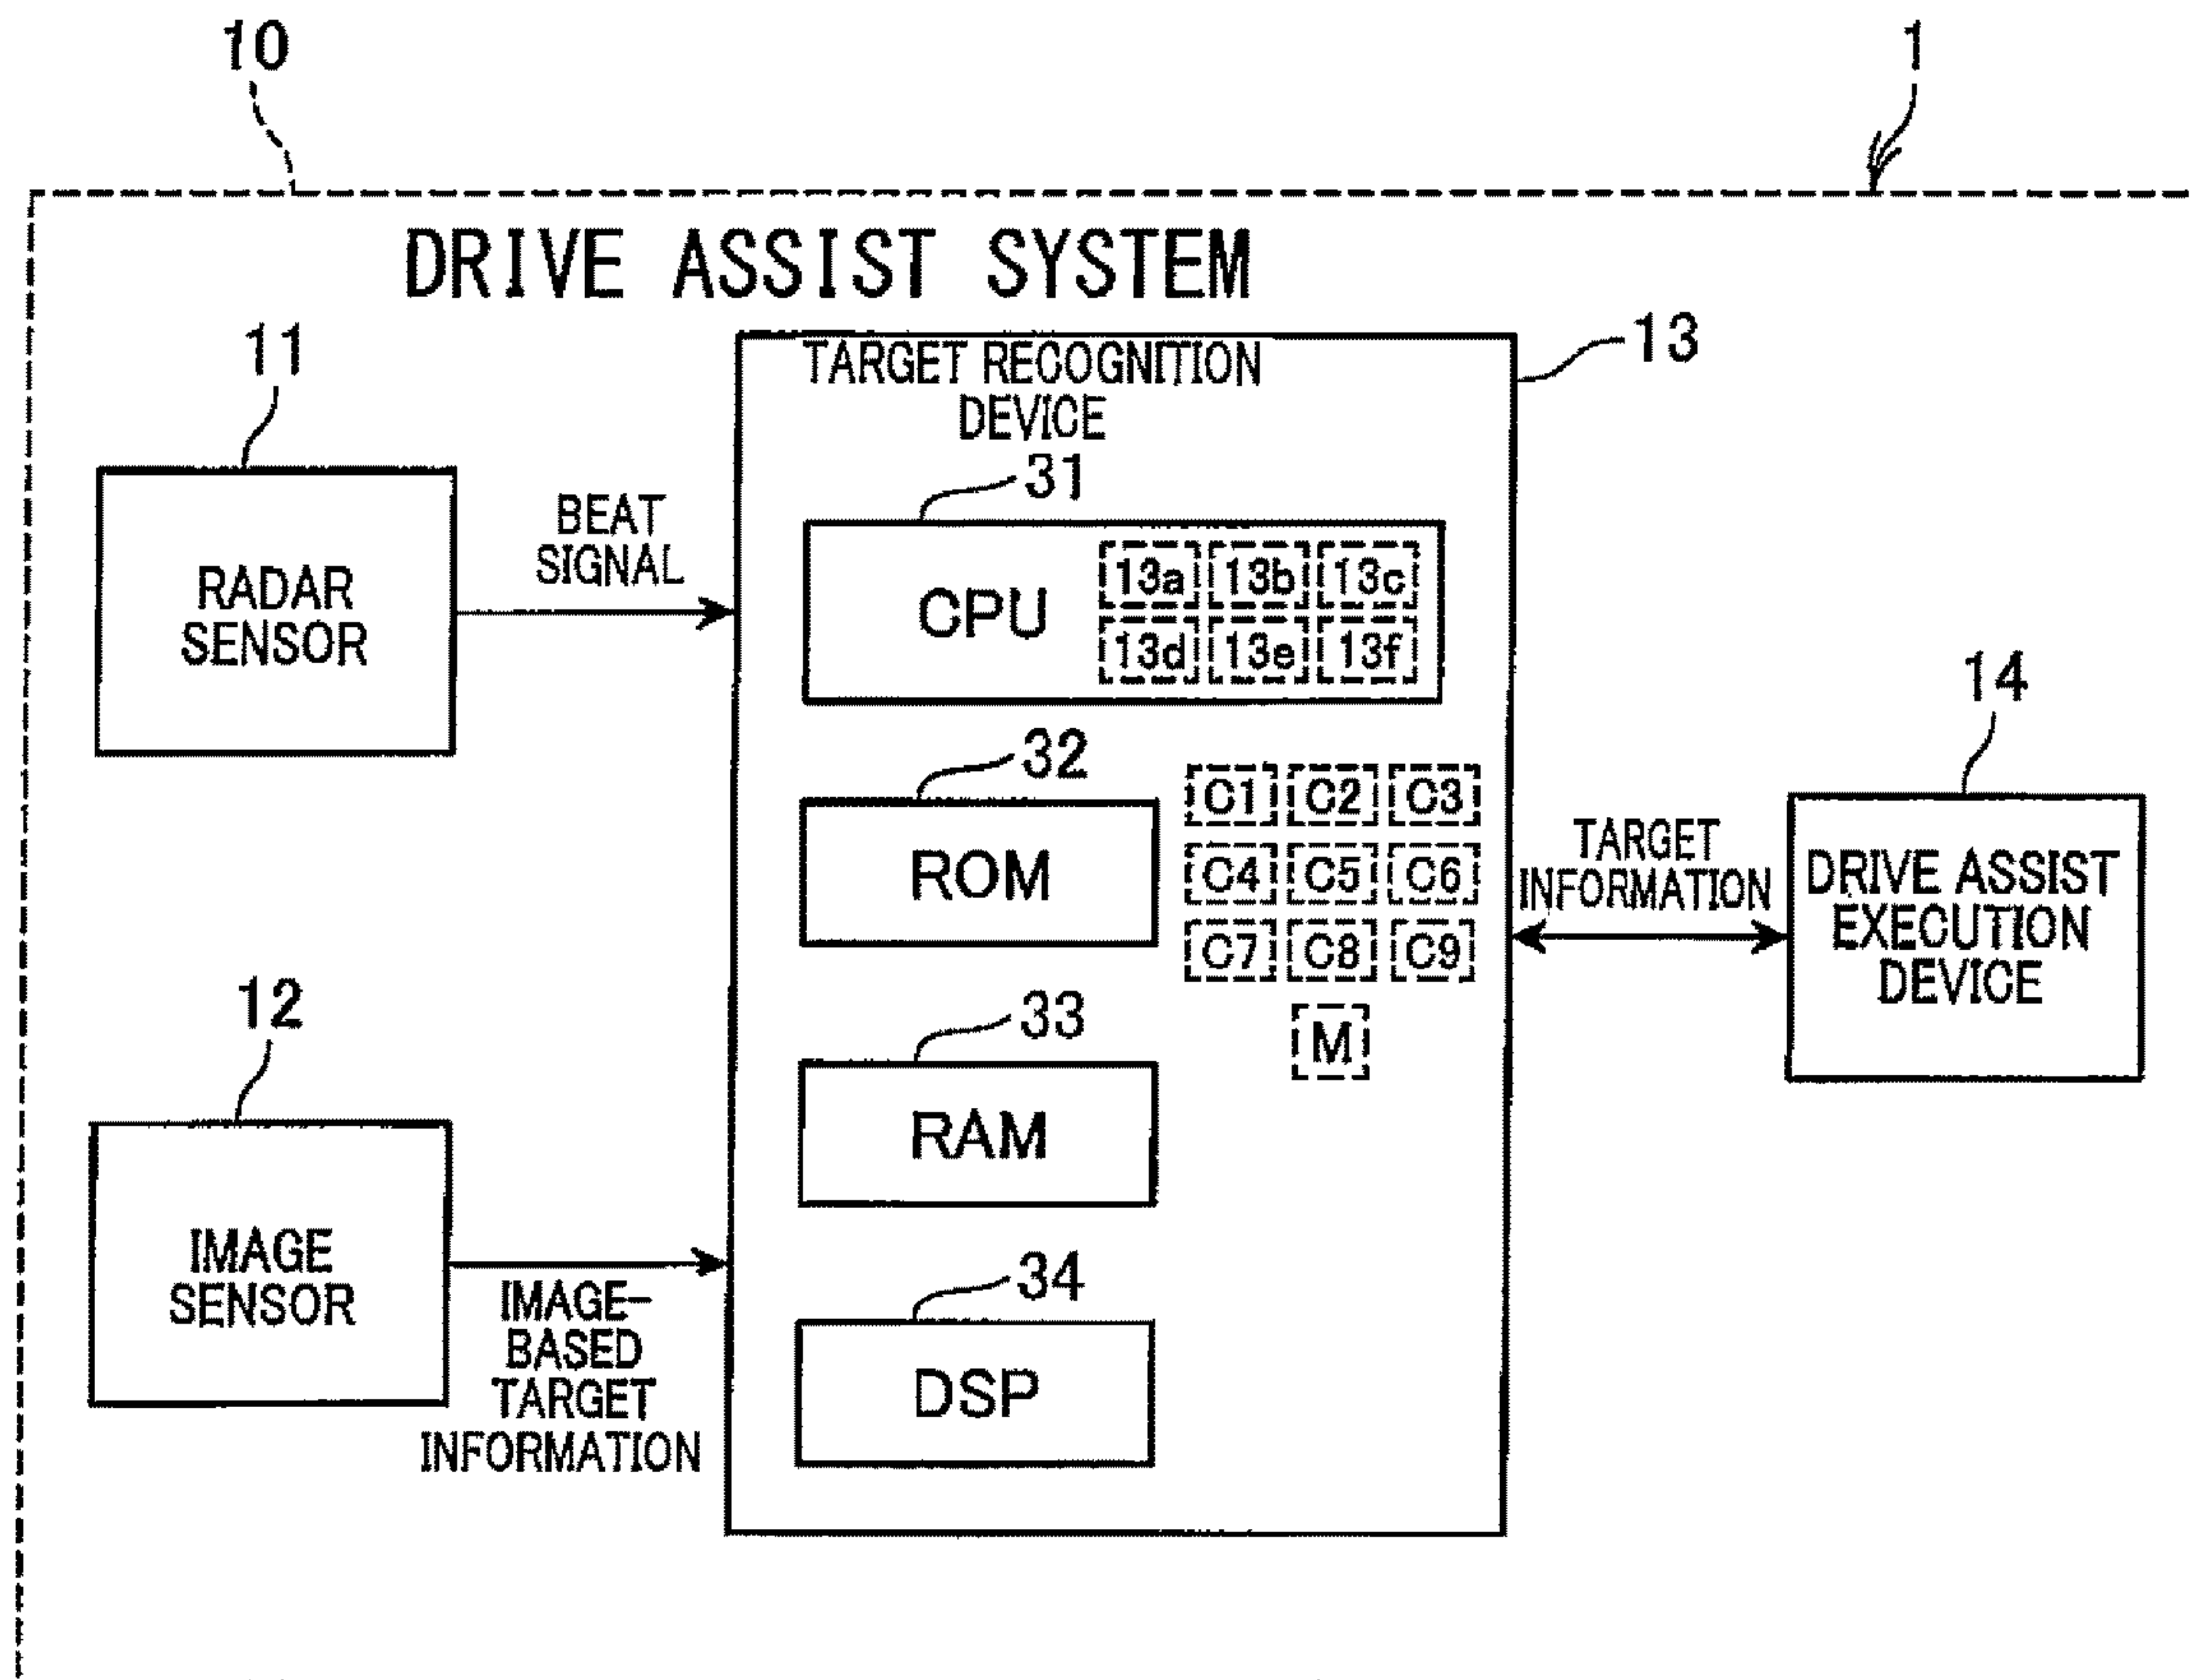 10
1
DRIVE ASSIST SYSTEM
11
RADAR
SENSOR
BEAT
SIGNAL
12
IMAGE
SENSOR
IMAGE-
BASED
TARGET
INFORMATION
13
TARGET RECOGNITION
DEVICE
31
CPU
13a 13b 13c
13d 13e 13f
32
ROM
C1 C2 C3
C4 C5 C6
C7 C8 C9
M
33
RAM
34
DSP
TARGET
INFORMATION
14
DRIVE ASSIST
EXECUTION
DEVICE